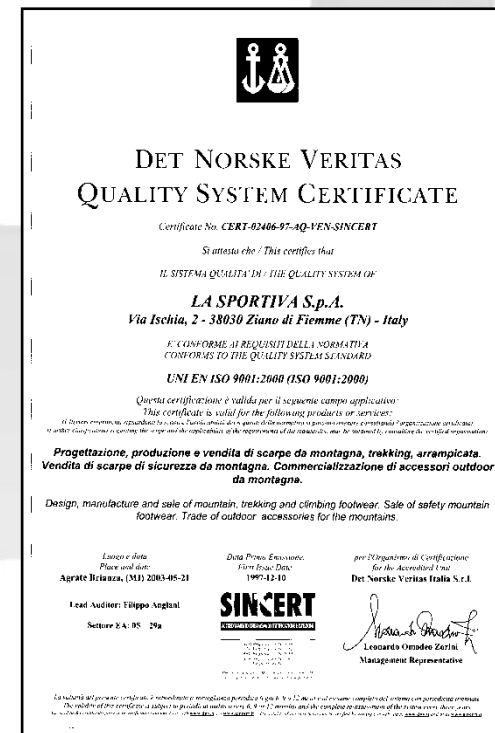 DET NORSKE VERITAS
QUALITY SYSTEM CERTIFICATE
Certificate No. CERT-02406-97-AQ-VEN-SINCERT
Si attesta che / This certifies that
IL SISTEMA QUALITA' DI / THE QUALITY SYSTEM OF
LA SPORTIVA S.p.A.
Via Ischia, 2 - 38030 Ziano di Fiemme (TN) - Italy
E' CONFORME AI REQUISITI DELLA NORMATIVA
CONFORMS TO THE QUALITY SYSTEM STANDARD
UNI EN ISO 9001:2000 (ISO 9001:2000)
Questa certificazione è valida per il seguente campo applicativo:
This certificate is valid for the following products or services:
Progettazione, produzione e vendita di scarpe da montagna, trekking, arrampicata.
Vendita di scarpe di sicurezza da montagna. Commercializzazione di accessori outdoor
da montagna.
Design, manufacture and sale of mountain, trekking and climbing footwear. Sale of safety mountain
footwear. Trade of outdoor accessories for the mountains.
Luogo e data
Place and date
Agrate Brianza, (MI) 2003-05-21
Data Prima Emissione
First Issue Date
1997-12-10
per l'Organismo di Certificazione
for the Accredited Unit
Det Norske Veritas Italia S.r.l.
Lead Auditor: Filippo Angiani
Settore EA: 05 29a
SINCERT
Leonardo Omodeo Zorini
Management Representative